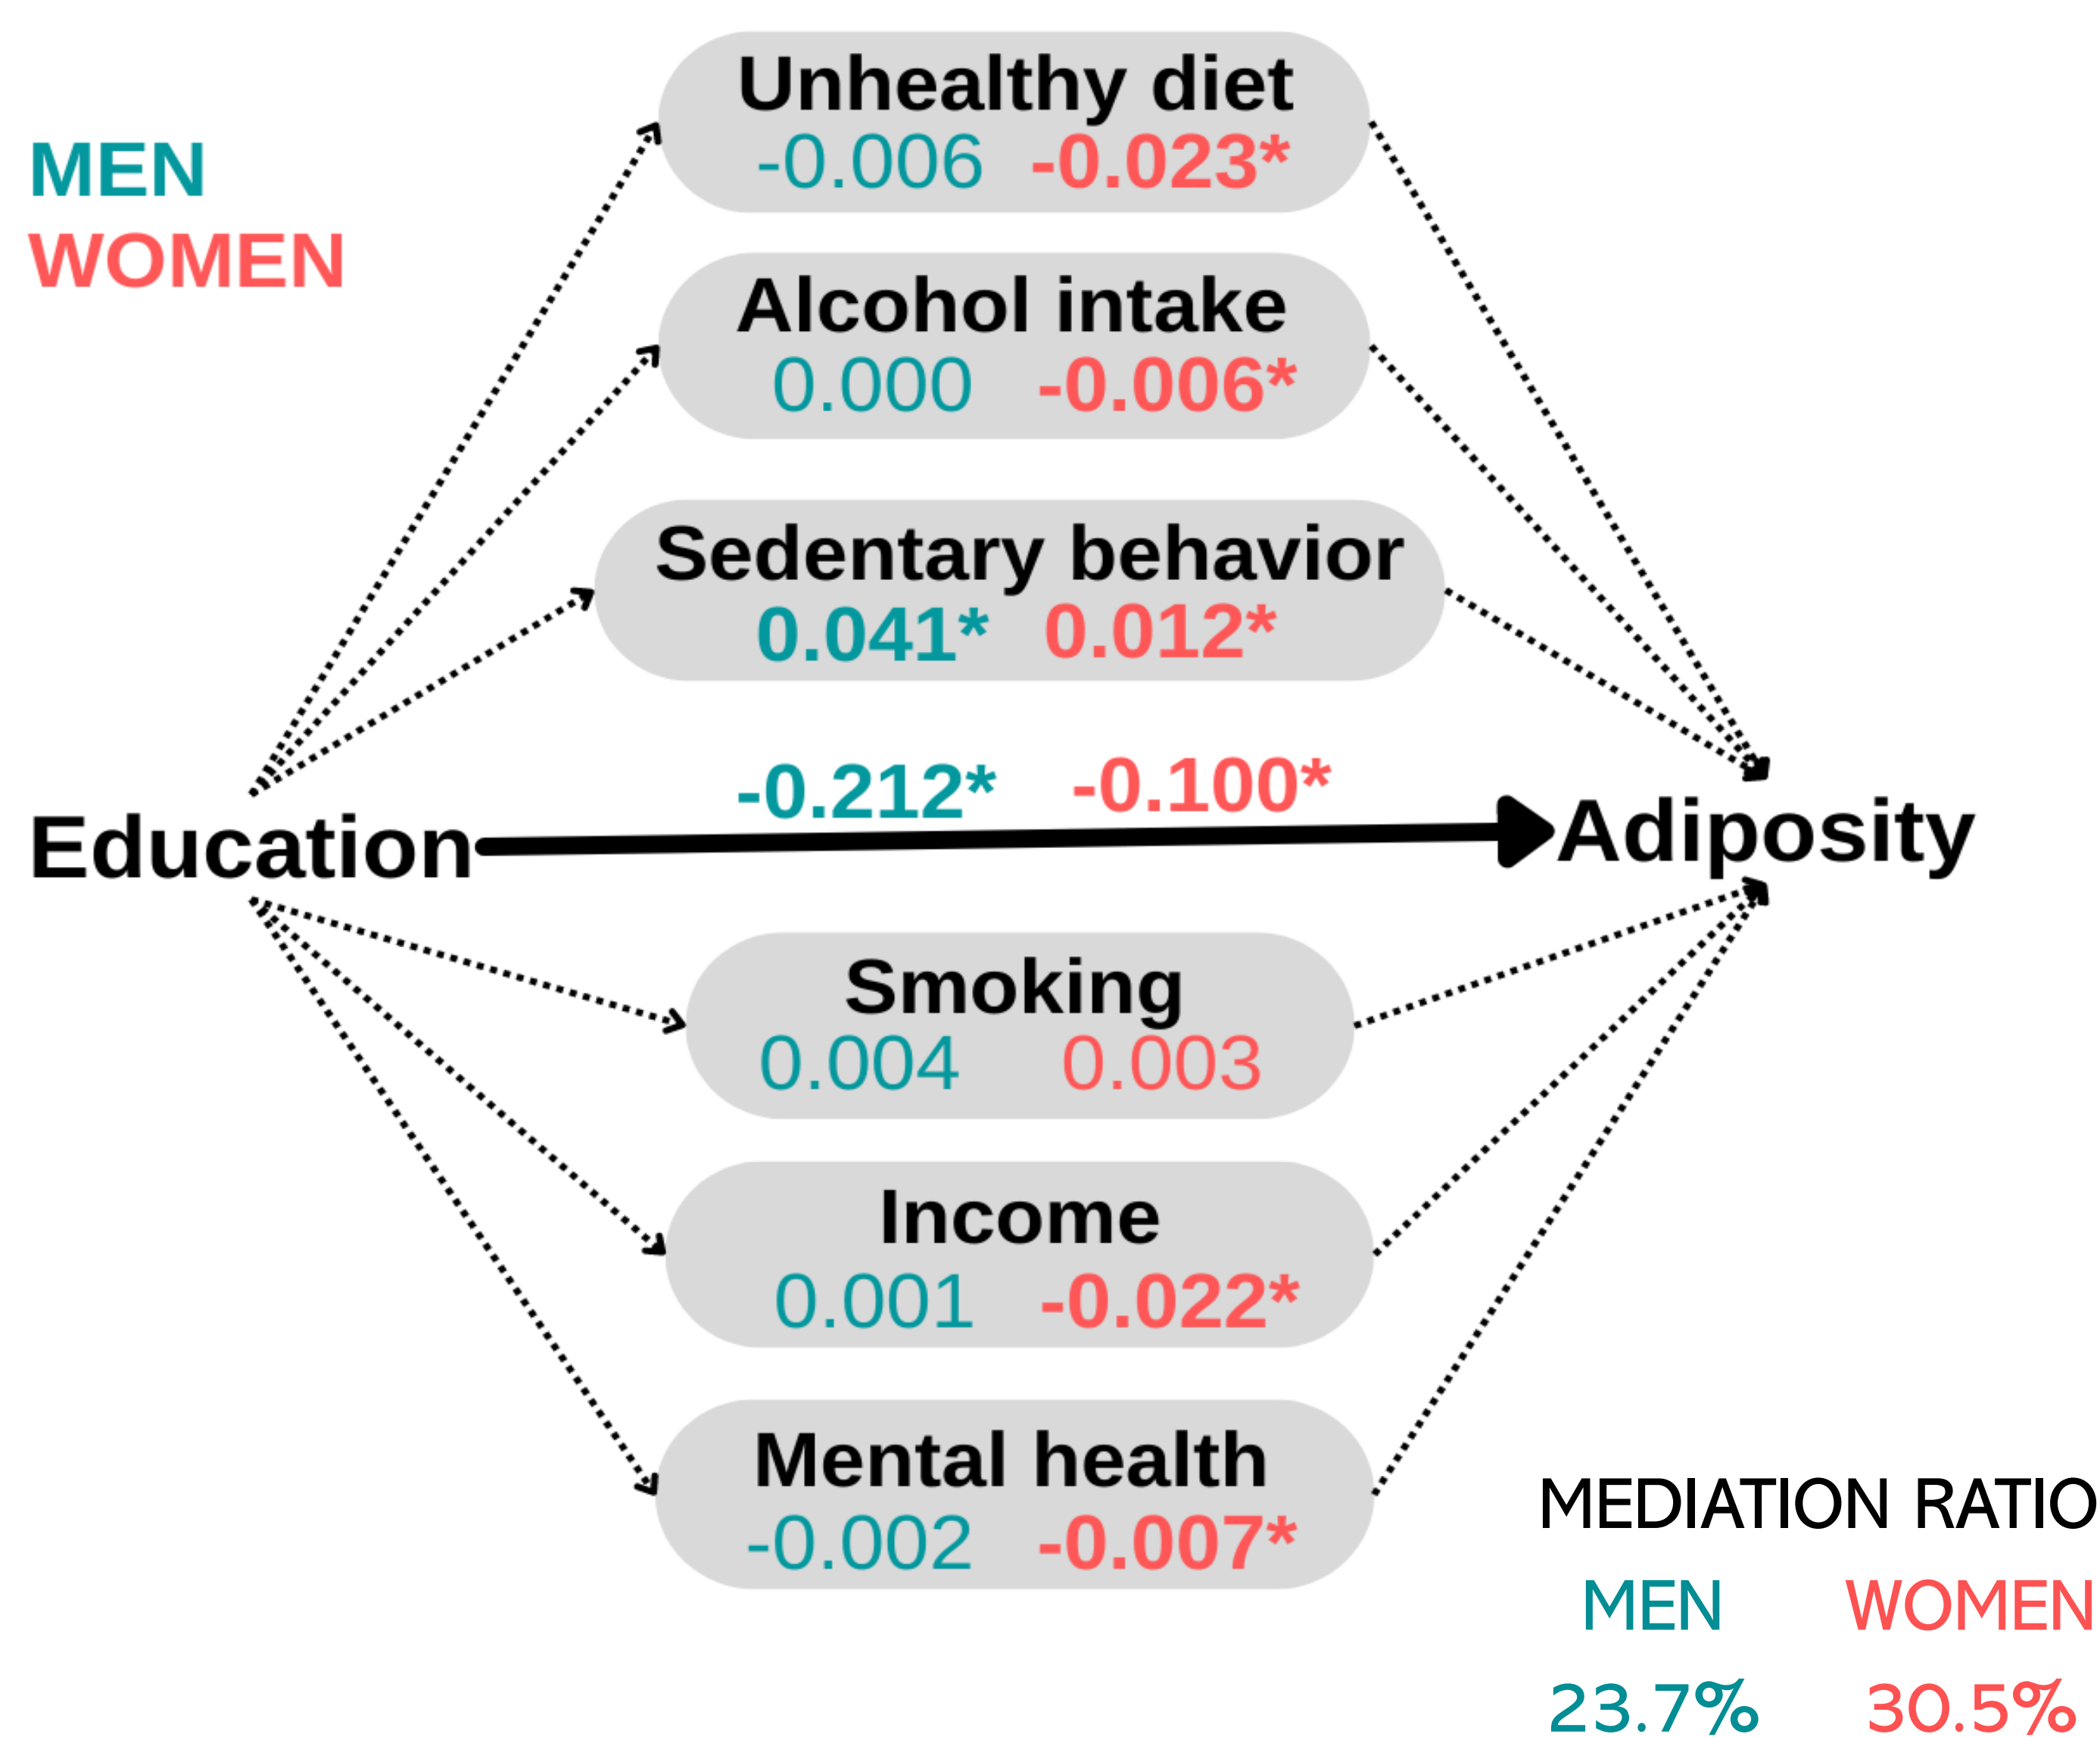 MEN
WOMEN
Unhealthy diet
-0.006 -0.023*
Alcohol intake
0.000 -0.006*
Sedentary behavior
0.041* 0.012*
-0.212* -0.100*
Education
Adiposity
Smoking
0.004 0.003
Income
0.001 -0.022*
Mental health
-0.002 -0.007*
MEDIATION RATIO
MEN WOMEN
23.7% 30.5%